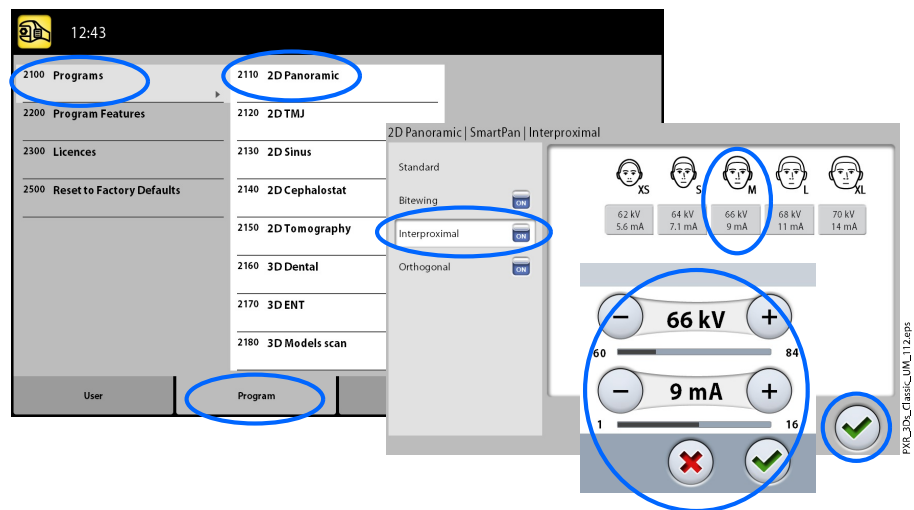 12:43
2100 Programs
2200 Program Features
2300 Licences
2500 Reset to Factory Defaults
2110 2D Panoramic
2120 2D TMJ
2130 2D Sinus
2140 2D Cephalostat
2150 2D Tomography
2160 3D Dental
2170 3D ENT
2180 3D Models scan
User
Program
2D Panoramic | SmartPan | Interproximal
Standard
Bitewing ON
Interproximal ON
Orthogonal ON
XS S M L XL
62 kV 64 kV 66 kV 68 kV 70 kV
5.6 mA 7.1 mA 9 mA 11 mA 14 mA
− 66 kV +
60 84
− 9 mA +
1 16
PXR_3Ds_Classic_UM_112.eps